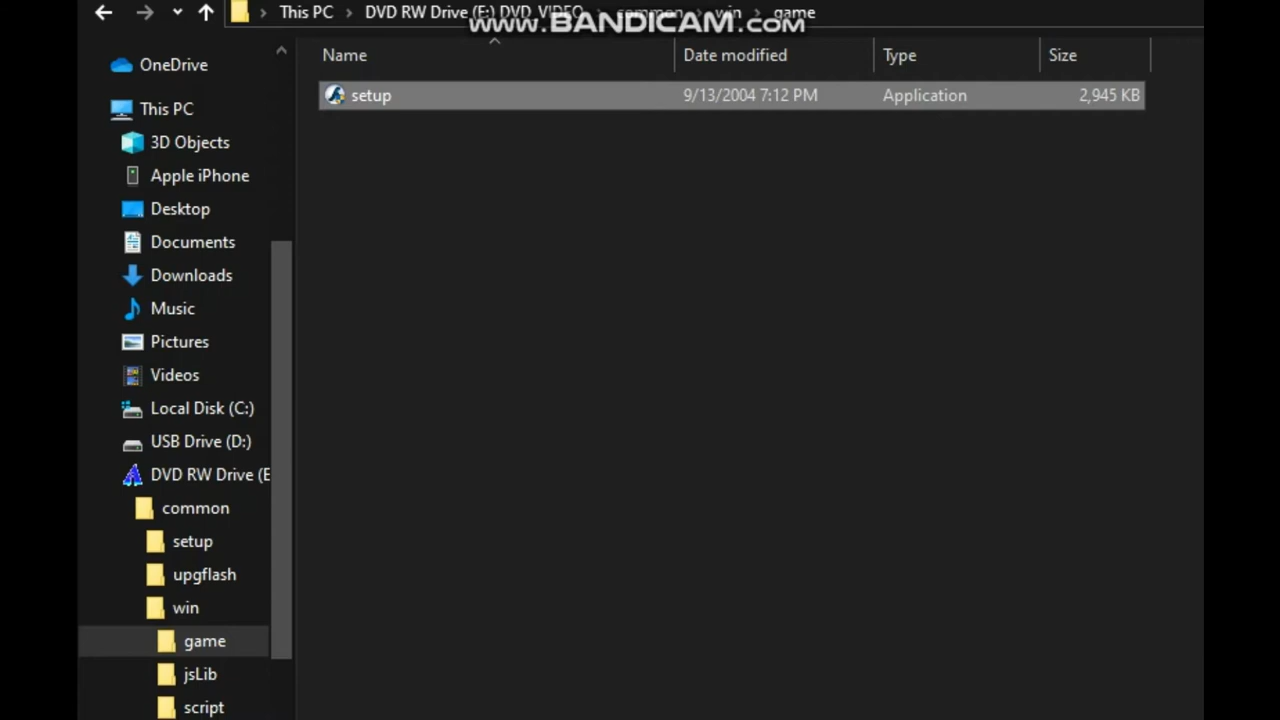 This PC > DVD RW Drive (E:) DVD_VIDEO > common > win > game
www.BANDICAM.com
Name
Date modified
Type
Size
setup
9/13/2004 7:12 PM
Application
2,945 KB
OneDrive
This PC
3D Objects
Apple iPhone
Desktop
Documents
Downloads
Music
Pictures
Videos
Local Disk (C:)
USB Drive (D:)
DVD RW Drive (E
common
setup
upgflash
win
game
jsLib
script